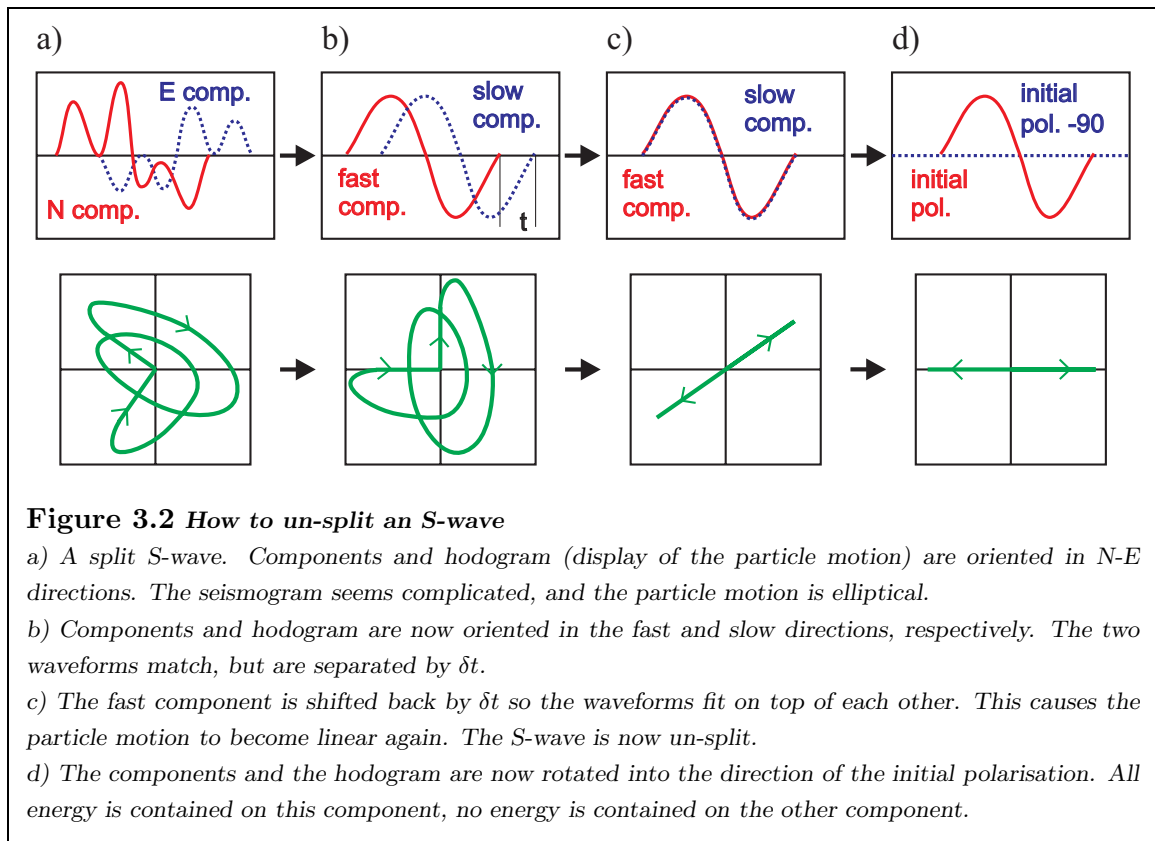 a) b) c) d)
E comp.
N comp.
slow
comp.
fast
comp.
t
slow
comp.
fast
comp.
initial
pol. -90
initial
pol.
Figure 3.2 How to un-split an S-wave
a) A split S-wave. Components and hodogram (display of the particle motion) are oriented in N-E
directions. The seismogram seems complicated, and the particle motion is elliptical.
b) Components and hodogram are now oriented in the fast and slow directions, respectively. The two
waveforms match, but are separated by δt.
c) The fast component is shifted back by δt so the waveforms fit on top of each other. This causes the
particle motion to become linear again. The S-wave is now un-split.
d) The components and the hodogram are now rotated into the direction of the initial polarisation. All
energy is contained on this component, no energy is contained on the other component.